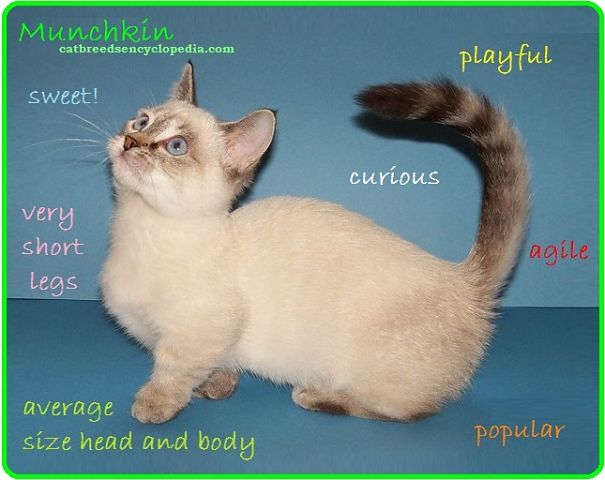 Munchkin
catbreedsencyclopedia.com
playful
sweet!
curious
very
short
legs
agile
average
size head and body
popular